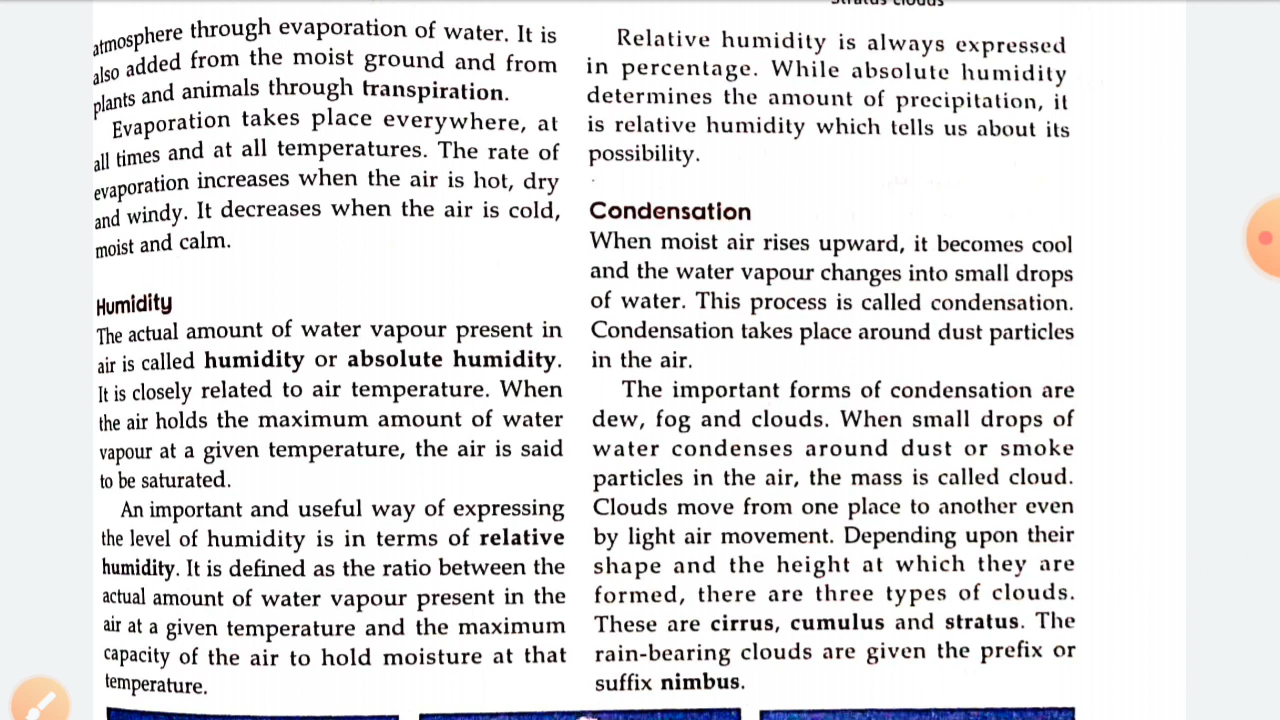 Stratus clouds
atmosphere through evaporation of water. It is
also added from the moist ground and from
plants and animals through transpiration.
Evaporation takes place everywhere, at
all times and at all temperatures. The rate of
evaporation increases when the air is hot, dry
and windy. It decreases when the air is cold,
moist and calm.
Humidity
The actual amount of water vapour present in
air is called humidity or absolute humidity.
It is closely related to air temperature. When
the air holds the maximum amount of water
vapour at a given temperature, the air is said
to be saturated.
An important and useful way of expressing
the level of humidity is in terms of relative
humidity. It is defined as the ratio between the
actual amount of water vapour present in the
air at a given temperature and the maximum
capacity of the air to hold moisture at that
temperature.
Relative humidity is always expressed
in percentage. While absolute humidity
determines the amount of precipitation, it
is relative humidity which tells us about its
possibility.
Condensation
When moist air rises upward, it becomes cool
and the water vapour changes into small drops
of water. This process is called condensation.
Condensation takes place around dust particles
in the air.
The important forms of condensation are
dew, fog and clouds. When small drops of
water condenses around dust or smoke
particles in the air, the mass is called cloud.
Clouds move from one place to another even
by light air movement. Depending upon their
shape and the height at which they are
formed, there are three types of clouds.
These are cirrus, cumulus and stratus. The
rain-bearing clouds are given the prefix or
suffix nimbus.